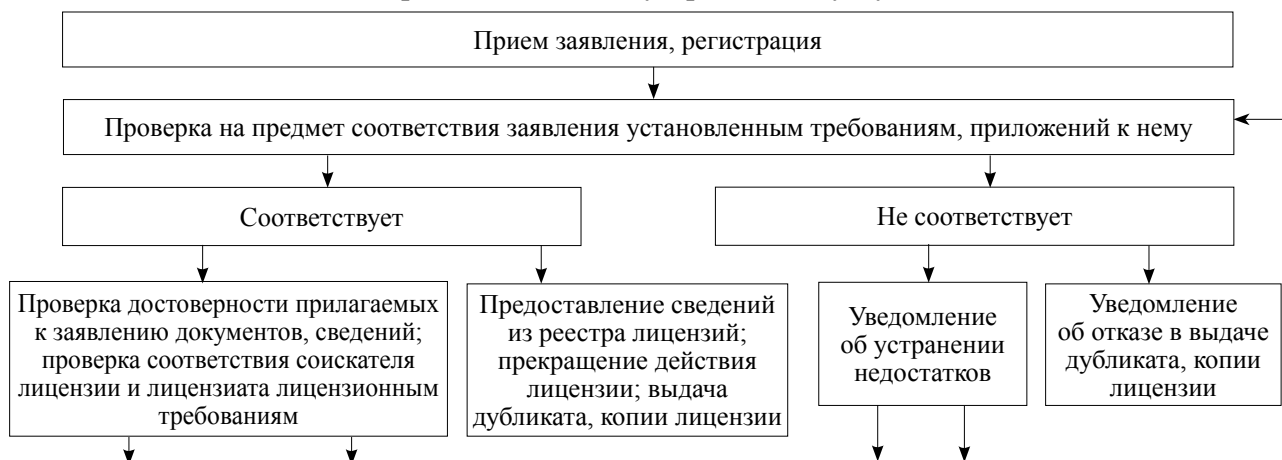 Прием заявления, регистрация
Проверка на предмет соответствия заявления установленным требованиям, приложений к нему
Соответствует
Не соответствует
Проверка достоверности прилагаемых
к заявлению документов, сведений;
проверка соответствия соискателя
лицензии и лицензиата лицензионным
требованиям
Предоставление сведений
из реестра лицензий;
прекращение действия
лицензии; выдача
дубликата, копии лицензии
Уведомление
об устранении
недостатков
Уведомление
об отказе в выдаче
дубликата, копии
лицензии